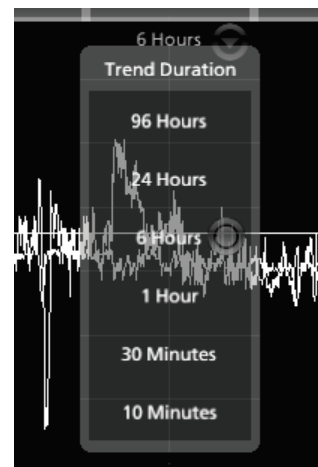 6 Hours
Trend Duration
96 Hours
24 Hours
6 Hours
1 Hour
30 Minutes
10 Minutes